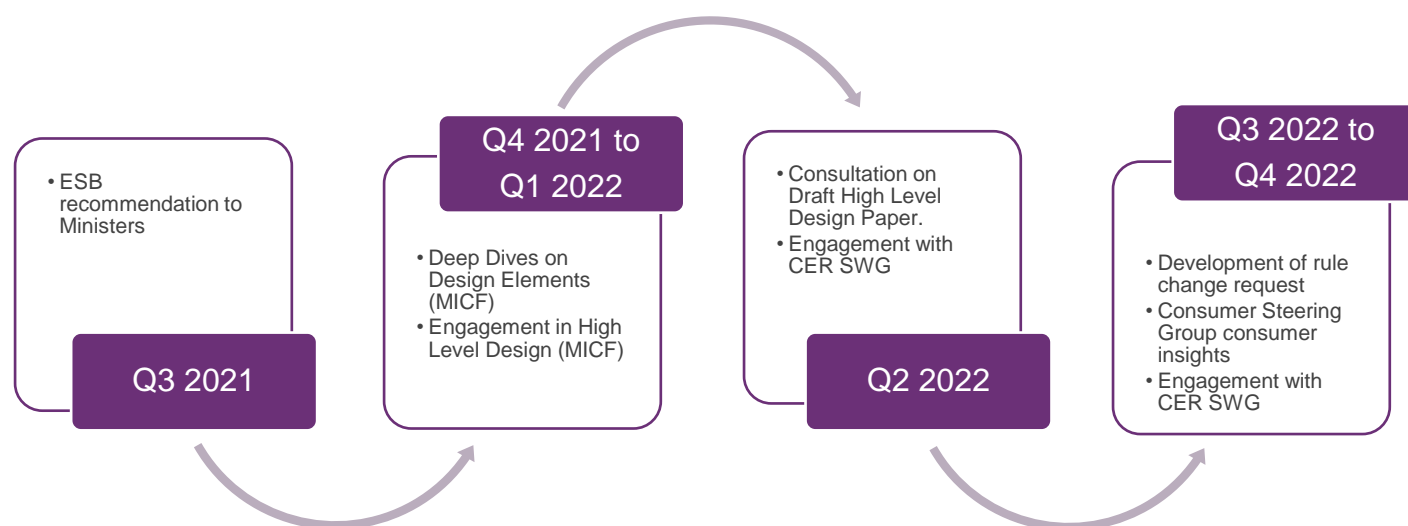 • ESB
recommendation to
Ministers
Q3 2021
Q4 2021 to
Q1 2022
• Deep Dives on
Design Elements
(MICF)
• Engagement in High
Level Design (MICF)
• Consultation on
Draft High Level
Design Paper.
• Engagement with
CER SWG
Q2 2022
Q3 2022 to
Q4 2022
• Development of rule
change request
• Consumer Steering
Group consumer
insights
• Engagement with
CER SWG